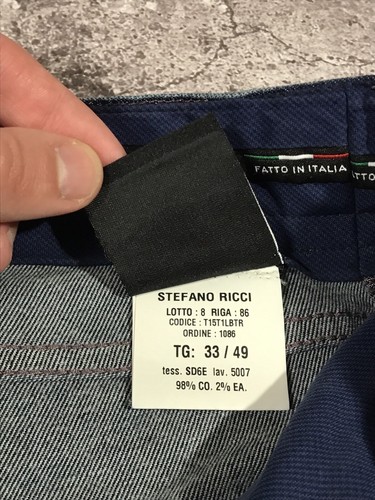 FATTO IN ITALIA
TTO
STEFANO RICCI
LOTTO : 8 RIGA : 86
CODICE : T15T1LBTR
ORDINE : 1086
TG: 33 / 49
tess. SD6E lav. 5007
98% CO. 2% EA.